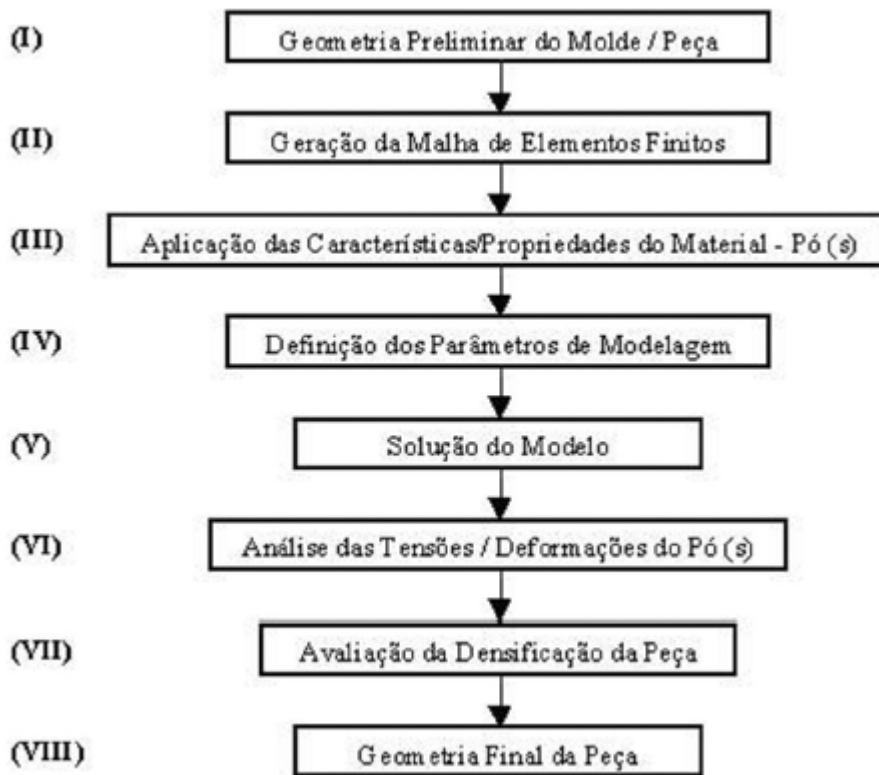 (I) Geometria Preliminar do Molde / Peça
(II) Geração da Malha de Elementos Finitos
(III) Aplicação das Características/Propriedades do Material - Pó (s)
(IV) Definição dos Parâmetros de Modelagem
(V) Solução do Modelo
(VI) Análise das Tensões / Deformações do Pó (s)
(VII) Avaliação da Densificação da Peça
(VIII) Geometria Final da Peça